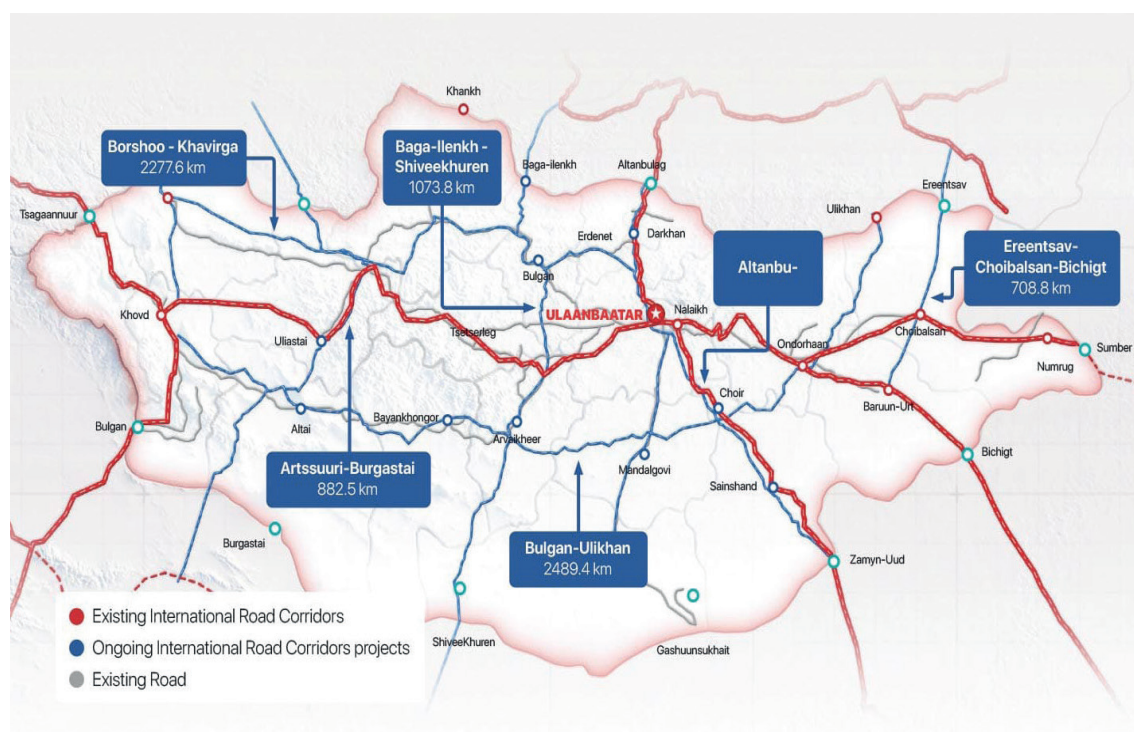 Khankh
Borshoo - Khavirga
2277.6 km
Baga-Ilenkh -
Shiveekhuren
1073.8 km
Baga-ilenkh
Altanbulag
Ereentsav
Tsagaannuur
Ulikhan
Erdenet
Darkhan
Altanbu-
Ereentsav-
Choibalsan-Bichigt
708.8 km
Bulgan
Khovd
ULAANBAATAR
Nalaikh
Uliastai
Tsetserleg
Ondorhaan
Choibalsan
Sumber
Numrug
Choir
Baruun-Urt
Bulgan
Altai
Bayankhongor
Arvaikheer
Bichigt
Artssuuri-Burgastai
882.5 km
Mandalgovi
Sainshand
Burgastai
Bulgan-Ulikhan
2489.4 km
Zamyn-Uud
Existing International Road Corridors
Ongoing International Road Corridors projects
Existing Road
ShiveeKhuren
Gashuunsukhait